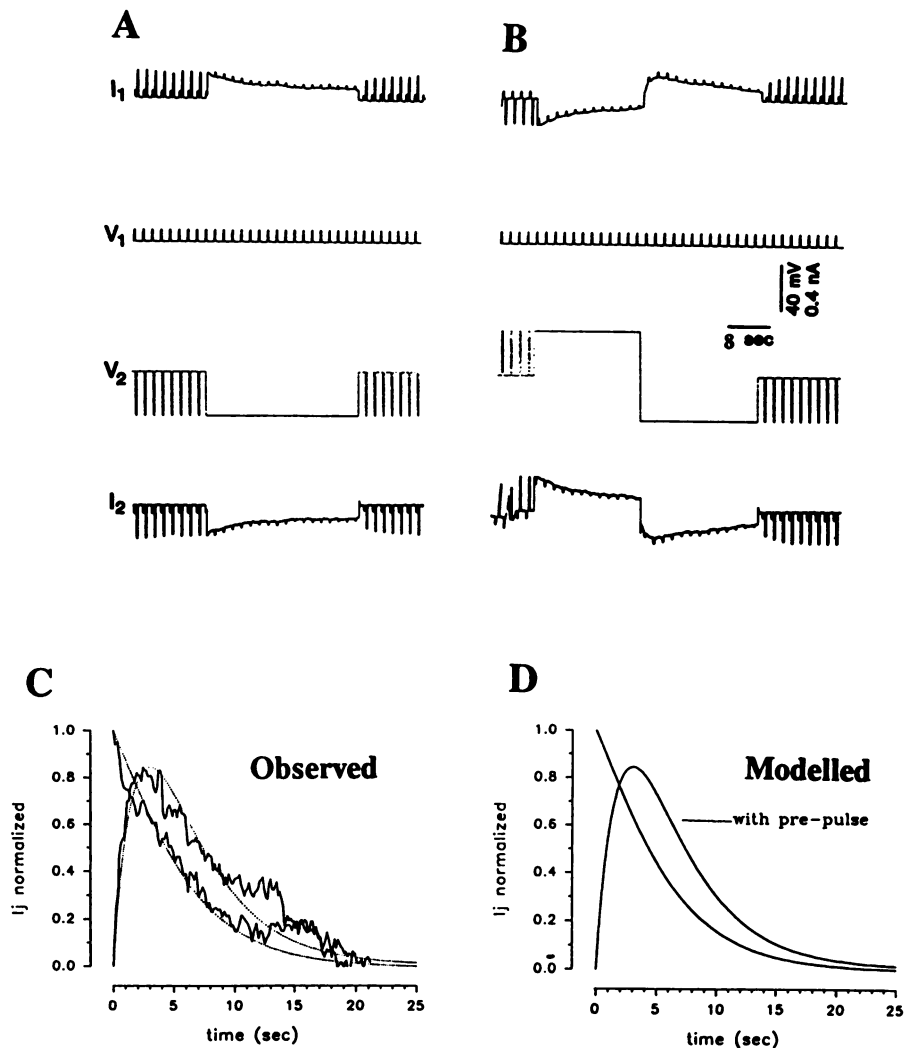 A
B
I1
V1
40 mV
0.4 nA
8 sec
V2
I2
C
D
Observed
Modelled
with pre-pulse
Ij normalized
1.0
0.8
0.6
0.4
0.2
0.0
0 5 10 15 20 25
time (sec)
Ij normalized
1.0
0.8
0.6
0.4
0.2
0.0
0 5 10 15 20 25
time (sec)